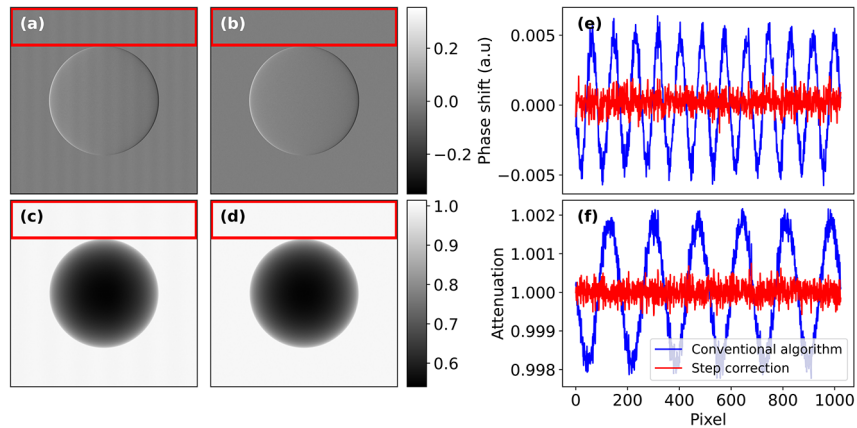 (a)
(b)
0.2
0.0
−0.2
Phase shift (a.u)
(e)
0.005
0.000
−0.005
(c)
(d)
1.0
0.9
0.8
0.7
0.6
Attenuation
(f)
1.002
1.001
1.000
0.999
0.998
Conventional algorithm
Step correction
0 200 400 600 800 1000
Pixel